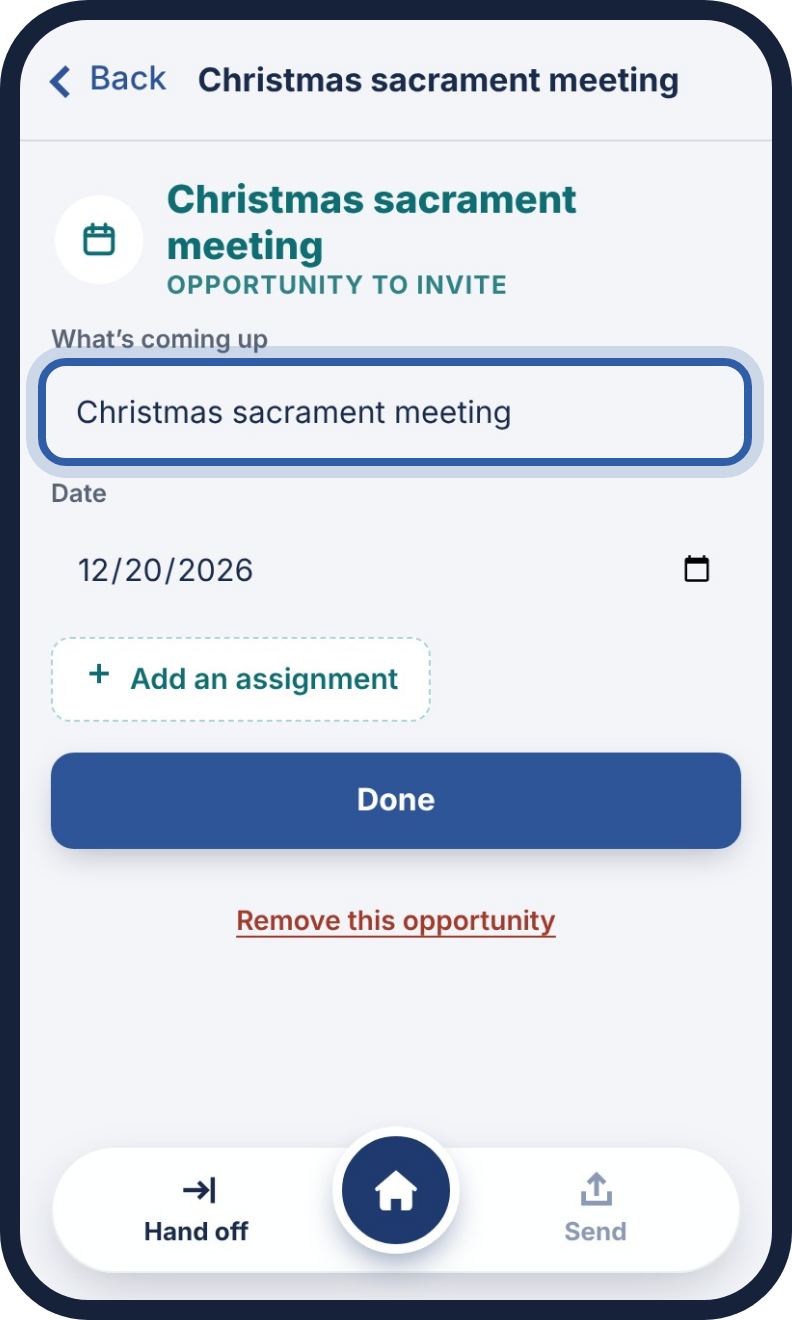 Back Christmas sacrament meeting
Christmas sacrament
meeting
OPPORTUNITY TO INVITE
What’s coming up
Christmas sacrament meeting
Date
12/20/2026
+ Add an assignment
Done
Remove this opportunity
Hand off
Send